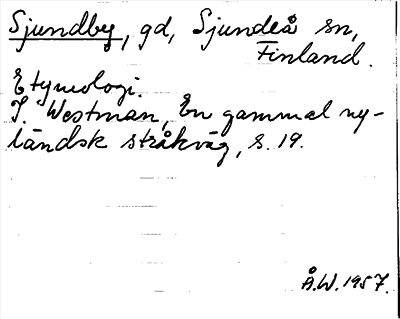 Sjundby, gd, Sjundeå sn,
Finland.
Etymologi.
I. Westman, En gammal ny-
ländsk stråkväg, s. 19.
Å.W. 1957.